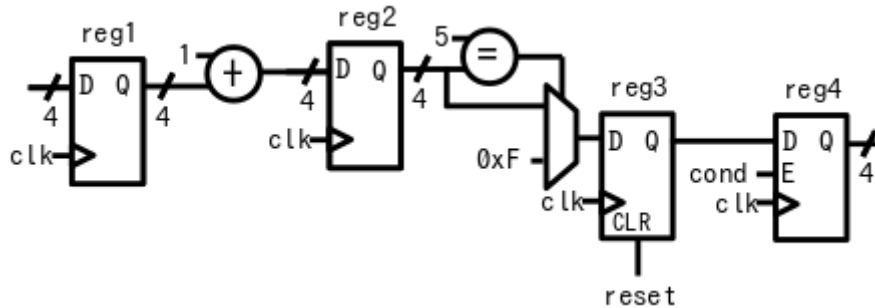 reg1
D Q
4
4
clk
1
+
4
reg2
D Q
4
clk
5
=
0xF
reg3
D Q
clk
CLR
reset
reg4
D Q
cond
E
clk
4